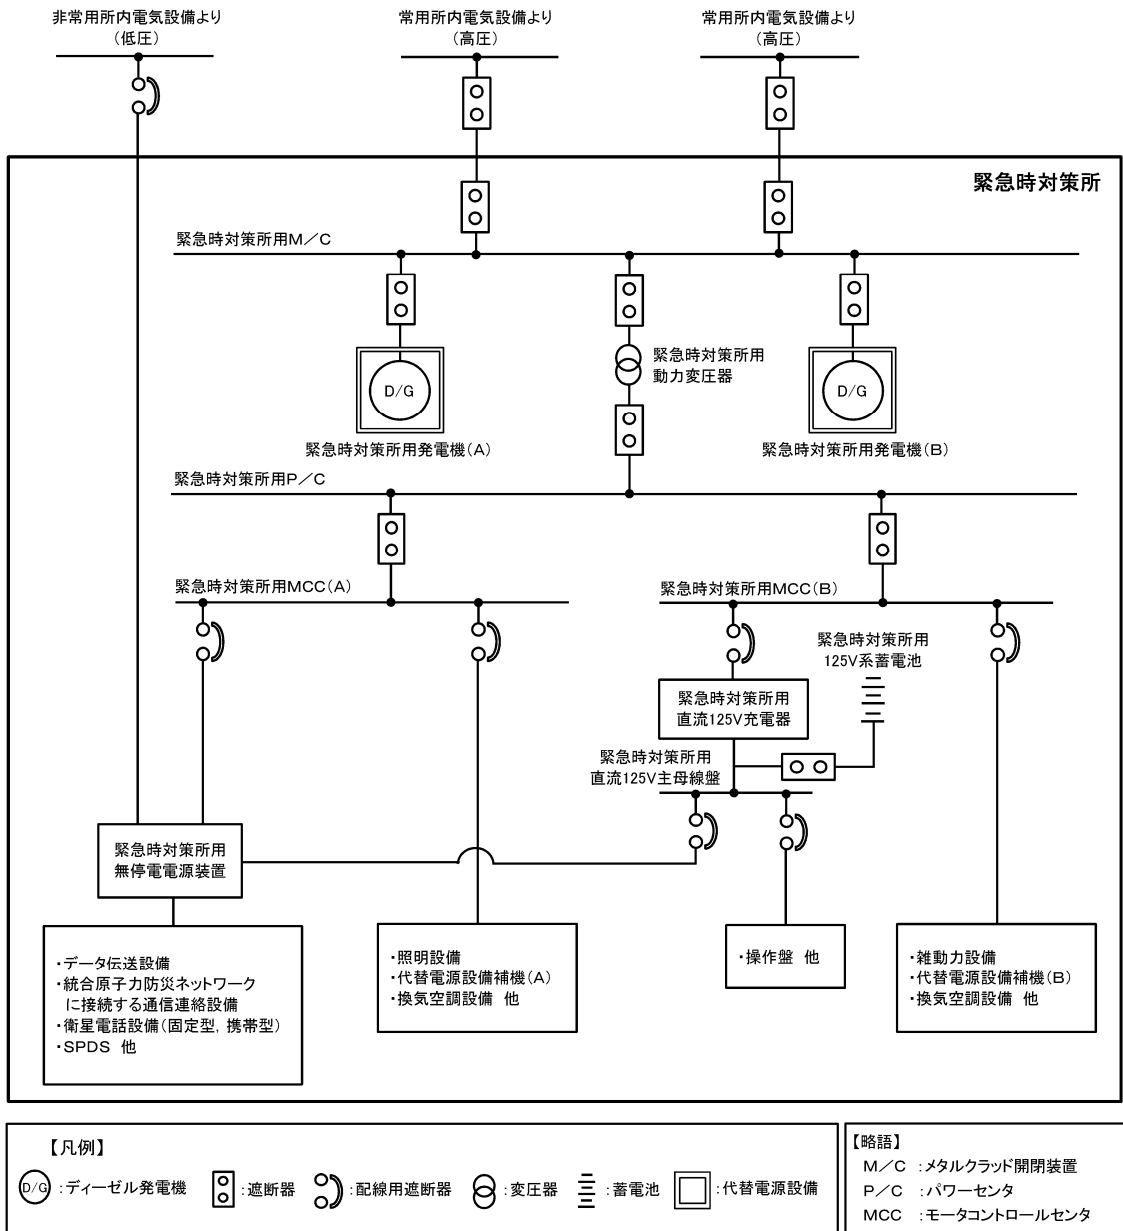 非常用所内電気設備より
(低圧)
常用所内電気設備より
(高圧)
常用所内電気設備より
(高圧)
緊急時対策所
緊急時対策所用M/C
緊急時対策所用
動力変圧器
D/G
D/G
緊急時対策所用発電機(A)
緊急時対策所用発電機(B)
緊急時対策所用P/C
緊急時対策所用MCC(A)
緊急時対策所用MCC(B)
緊急時対策所用
125V系蓄電池
緊急時対策所用
直流125V充電器
緊急時対策所用
直流125V主母線盤
緊急時対策所用
無停電電源装置
・データ伝送設備
・統合原子力防災ネットワーク
に接続する通信連絡設備
・衛星電話設備(固定型，携帯型)
・SPDS 他
・照明設備
・代替電源設備補機(A)
・換気空調設備 他
・操作盤 他
・雑動力設備
・代替電源設備補機(B)
・換気空調設備 他
【凡例】
D/G :ディーゼル発電機
:遮断器
:配線用遮断器
:変圧器
:蓄電池
:代替電源設備
【略語】
M/C :メタルクラッド開閉装置
P/C :パワーセンタ
MCC :モータコントロールセンタ